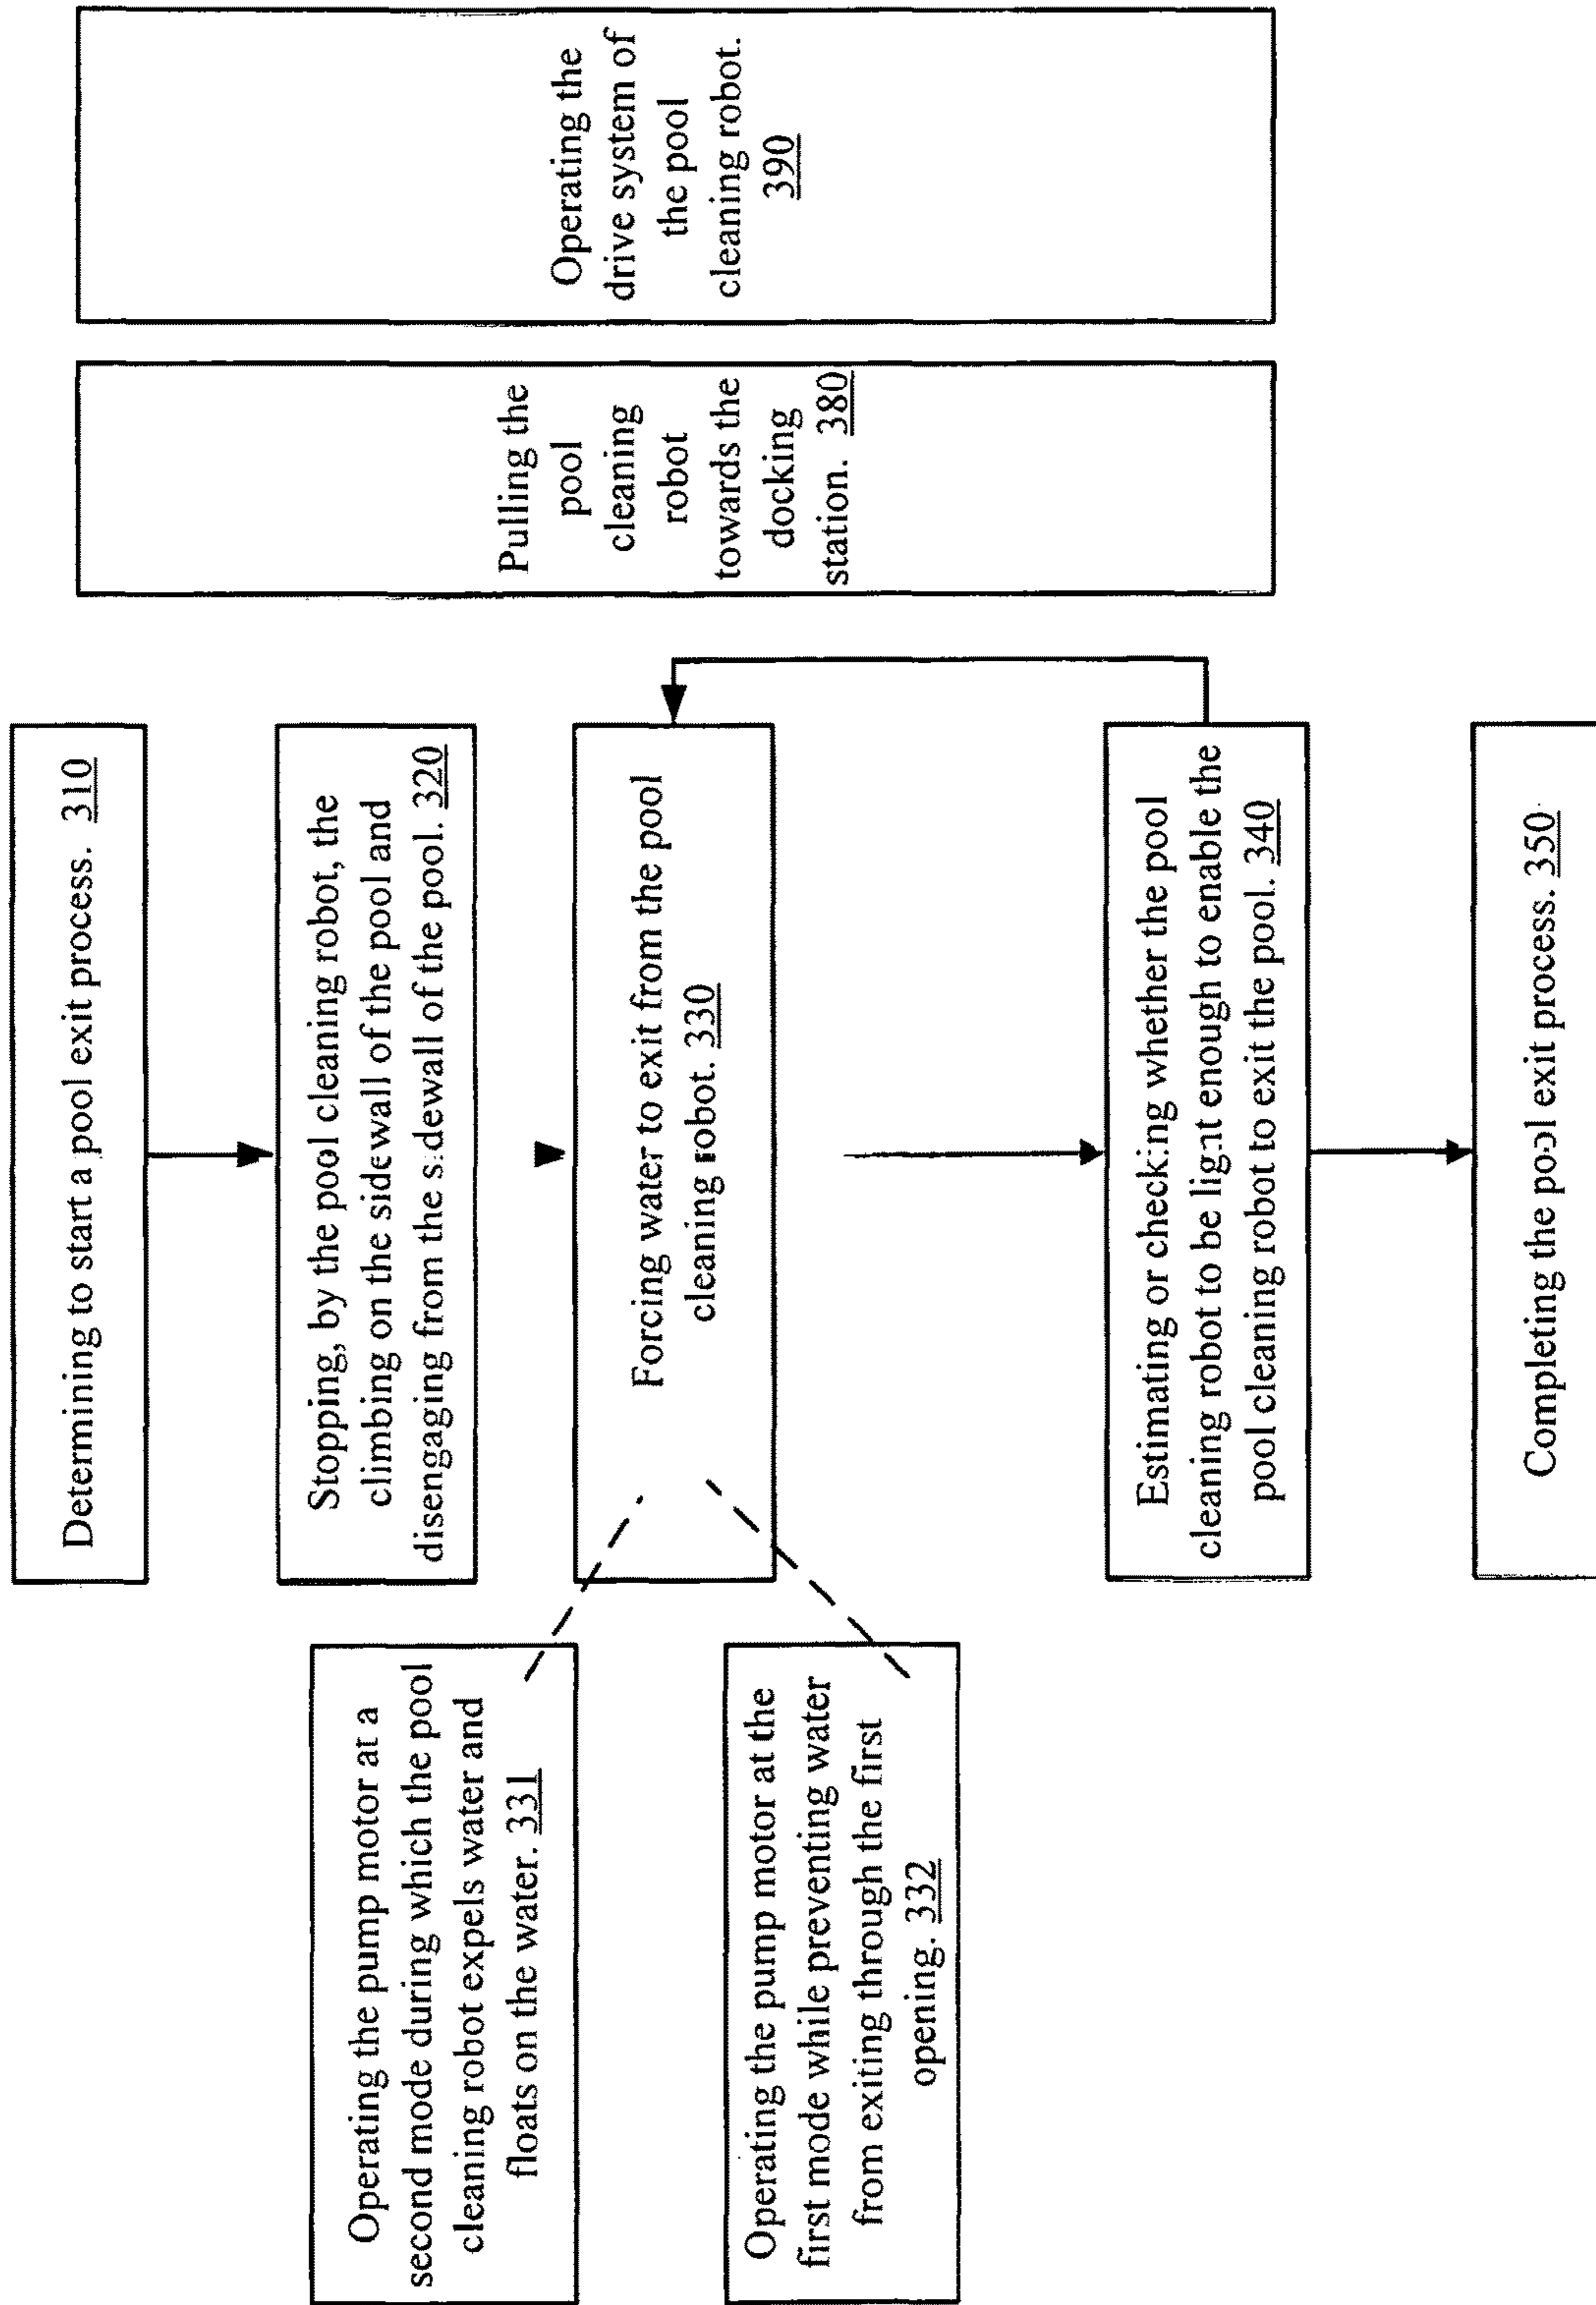 Determining to start a pool exit process. 310
Stopping, by the pool cleaning robot, the
climbing on the sidewall of the pool and
disengaging from the sidewall of the pool. 320
Forcing water to exit from the pool
cleaning robot. 330
Operating the pump motor at a
second mode during which the pool
cleaning robot expels water and
floats on the water. 331
Operating the pump motor at the
first mode while preventing water
from exiting through the first
opening. 332
Estimating or checking whether the pool
cleaning robot to be light enough to enable the
pool cleaning robot to exit the pool. 340
Completing the pool exit process. 350
Pulling the
pool
cleaning
robot
towards the
docking
station. 380
Operating the
drive system of
the pool
cleaning robot.
390